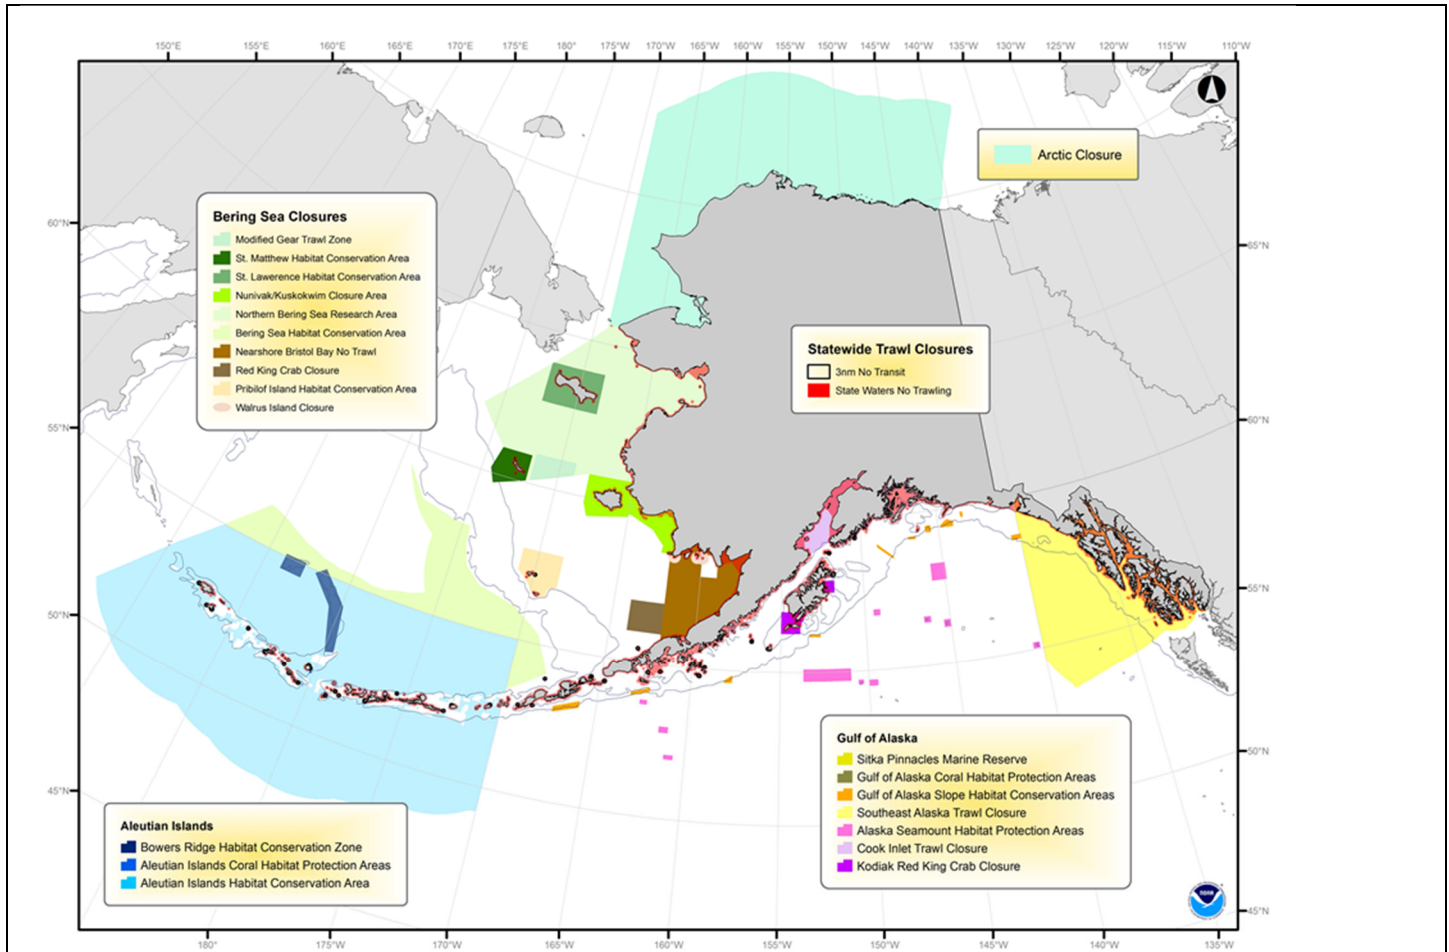 150°E 155°E 160°E 165°E 170°E 175°E 180° 175°W 170°W 165°W 160°W 155°W 150°W 145°W 140°W 135°W 130°W 125°W 120°W 115°W 110°W
Arctic Closure
Bering Sea Closures
Modified Gear Trawl Zone
St. Matthew Habitat Conservation Area
St. Lawerence Habitat Conservation Area
Nunivak/Kuskokwim Closure Area
Northern Bering Sea Research Area
Bering Sea Habitat Conservation Area
Nearshore Bristol Bay No Trawl
Red King Crab Closure
Pribilof Island Habitat Conservation Area
Walrus Island Closure
60°N
55°N
50°N
45°N
65°N
60°N
55°N
50°N
45°N
Statewide Trawl Closures
3nm No Transit
State Waters No Trawling
Gulf of Alaska
Sitka Pinnacles Marine Reserve
Gulf of Alaska Coral Habitat Protection Areas
Gulf of Alaska Slope Habitat Conservation Areas
Southeast Alaska Trawl Closure
Alaska Seamount Habitat Protection Areas
Cook Inlet Trawl Closure
Kodiak Red King Crab Closure
Aleutian Islands
Bowers Ridge Habitat Conservation Zone
Aleutian Islands Coral Habitat Protection Areas
Aleutian Islands Habitat Conservation Area
NOAA
180° 175°W 170°W 165°W 160°W 155°W 150°W 145°W 140°W 135°W